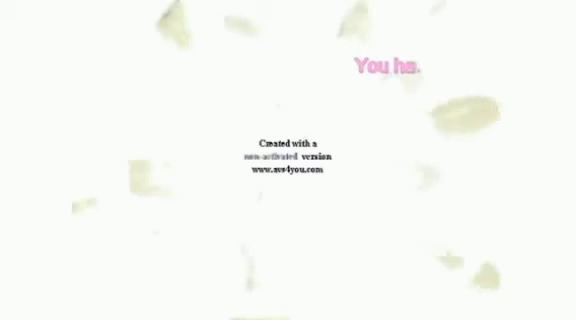 You ha.
Created with a
non-activated version
www.avs4you.com